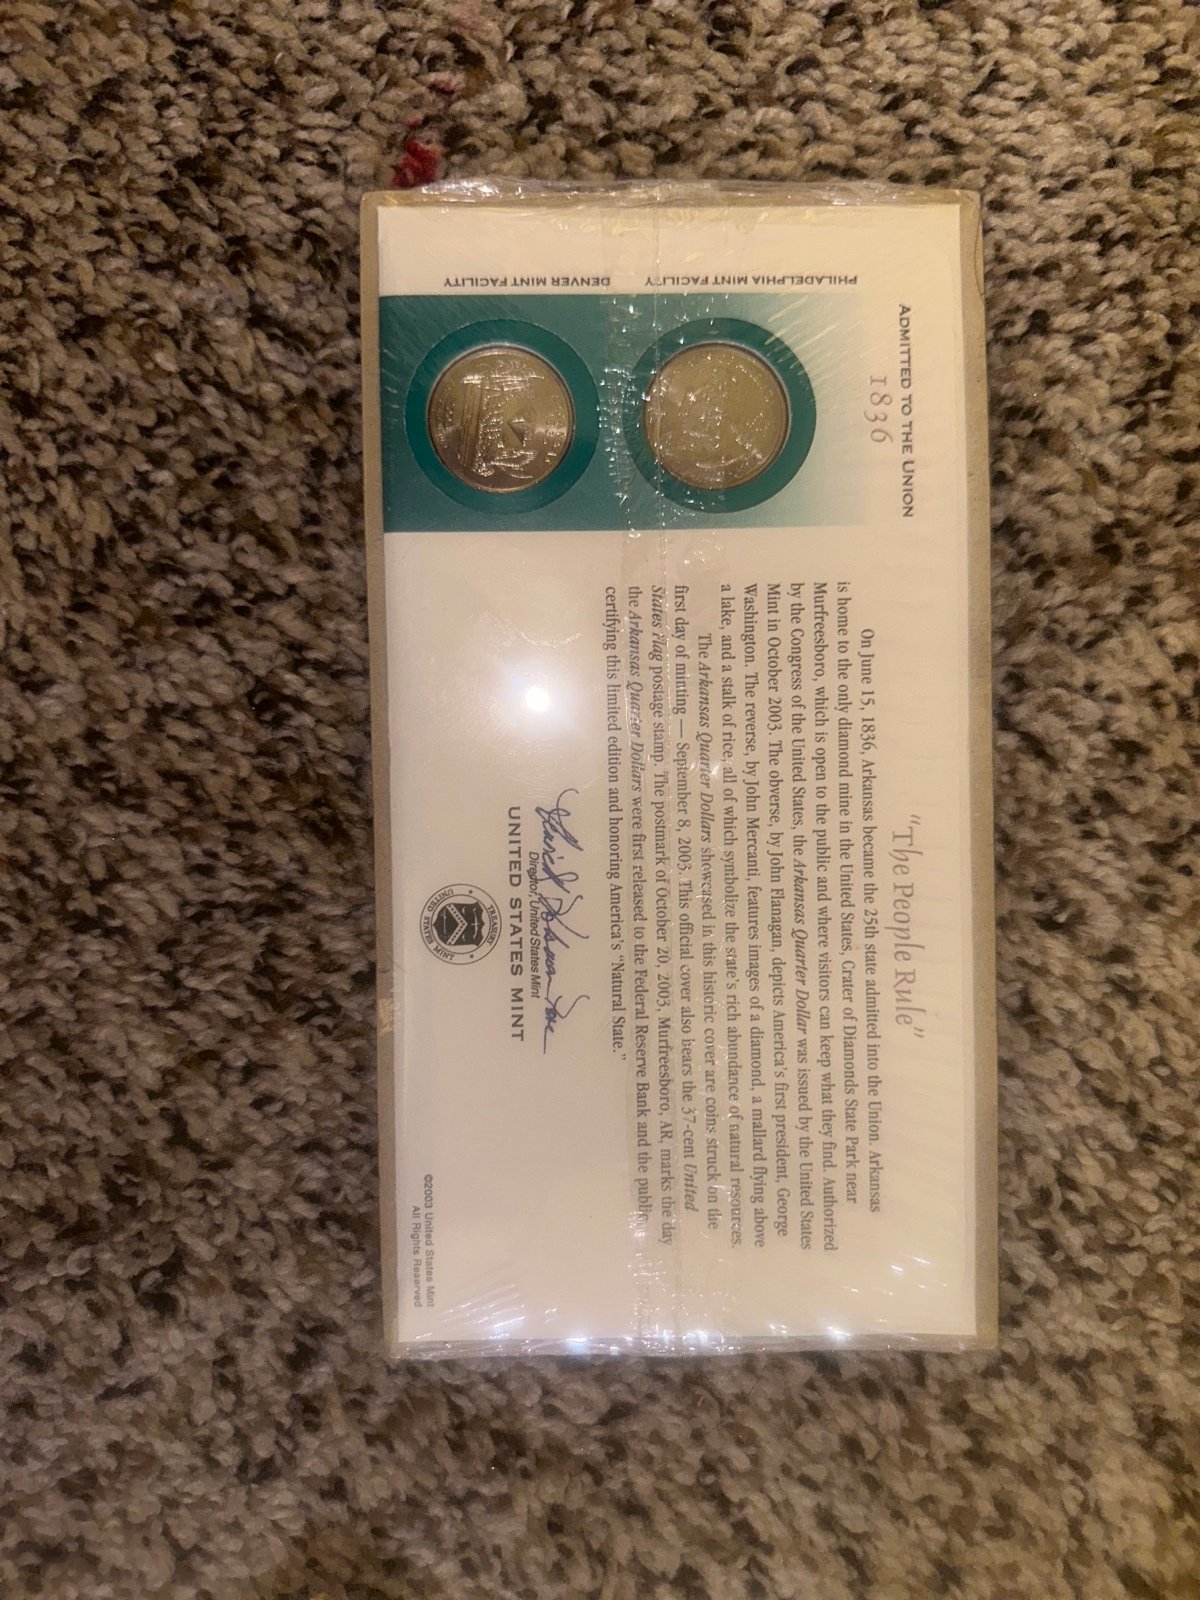 ADMITTED TO THE UNION
1836
PHILADELPHIA MINT FACILITY
DENVER MINT FACILITY
"The People Rule"
On June 15, 1836, Arkansas became the 25th state admitted into the Union. Arkansas
is home to the only diamond mine in the United States, Crater of Diamonds State Park near
Murfreesboro, which is open to the public and where visitors can keep what they find. Authorized
by the Congress of the United States, the Arkansas Quarter Dollar was issued by the United States
Mint in October 2003. The obverse, by John Flanagan, depicts America's first president, George
Washington. The reverse, by John Mercanti, features images of a diamond, a mallard flying above
a lake, and a stalk of rice all of which symbolize the state's rich abundance of natural resources.
The Arkansas Quarter Dollars showcased in this historic cover are coins struck on the
first day of minting — September 8, 2003. This official cover also bears the 37-cent United
States Flag postage stamp. The postmark of October 20, 2003, Murfreesboro, AR, marks the day
the Arkansas Quarter Dollars were first released to the Federal Reserve Bank and the public,
certifying this limited edition and honoring America's "Natural State."
Director, United States Mint
UNITED STATES MINT
TREASURY
UNITED STATES MINT
©2003 United States Mint
All Rights Reserved